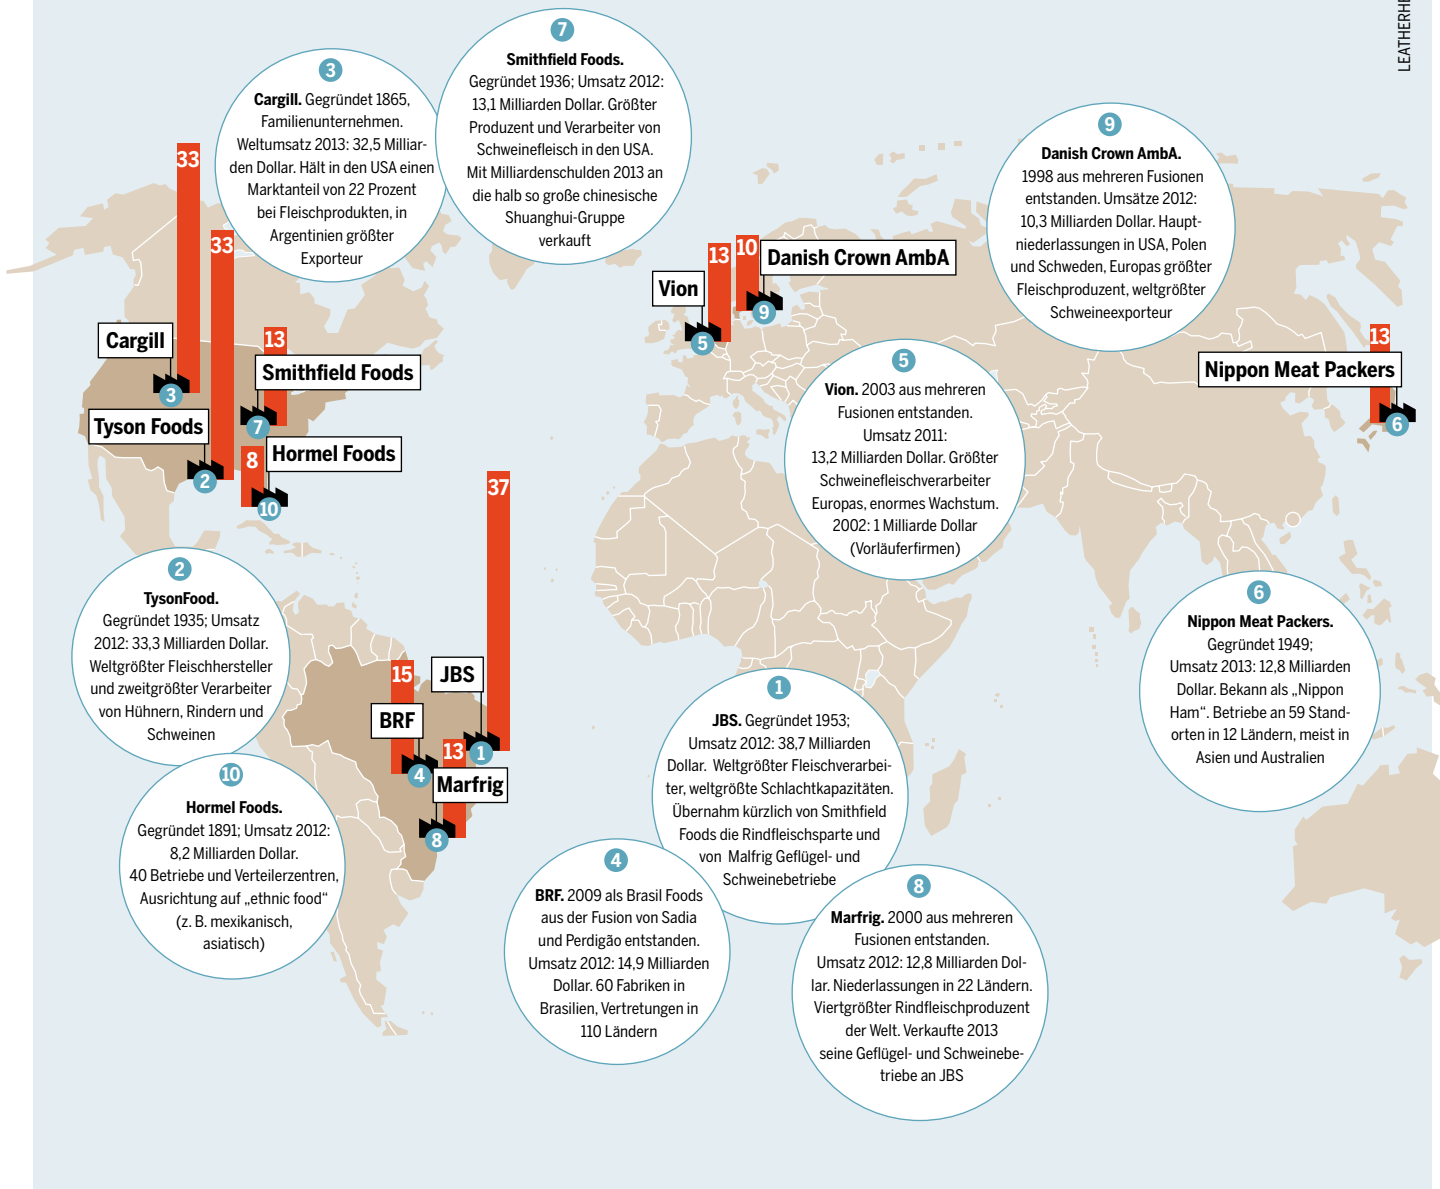 LEATHERHE
7
Smithfield Foods.
Gegründet 1936; Umsatz 2012:
13,1 Milliarden Dollar. Größter
Produzent und Verarbeiter von
Schweinefleisch in den USA.
Mit Milliardenschulden 2013 an
die halb so große chinesische
Shuanghui-Gruppe
verkauft
3
Cargill. Gegründet 1865,
Familienunternehmen.
Weltumsatz 2013: 32,5 Milliar-
den Dollar. Hält in den USA einen
Marktanteil von 22 Prozent
bei Fleischprodukten, in
Argentinien größter
Exporteur
9
Danish Crown AmbA.
1998 aus mehreren Fusionen
entstanden. Umsätze 2012:
10,3 Milliarden Dollar. Haupt-
niederlassungen in USA, Polen
und Schweden, Europas größter
Fleischproduzent, weltgrößter
Schweineexporteur
33
33
13
Cargill
3
Smithfield Foods
7
Tyson Foods
2
Hormel Foods
8
10
13
10
Danish Crown AmbA
9
Vion
5
13
Nippon Meat Packers
6
5
Vion. 2003 aus mehreren
Fusionen entstanden.
Umsatz 2011:
13,2 Milliarden Dollar. Größter
Schweinefleischverarbeiter
Europas, enormes Wachstum.
2002: 1 Milliarde Dollar
(Vorläuferfirmen)
37
15
JBS
1
BRF
4
13
Marfrig
8
2
TysonFood.
Gegründet 1935; Umsatz
2012: 33,3 Milliarden Dollar.
Weltgrößter Fleischhersteller
und zweitgrößter Verarbeiter
von Hühnern, Rindern und
Schweinen
6
Nippon Meat Packers.
Gegründet 1949;
Umsatz 2013: 12,8 Milliarden
Dollar. Bekann als „Nippon
Ham“. Betriebe an 59 Stand-
orten in 12 Ländern, meist in
Asien und Australien
1
JBS. Gegründet 1953;
Umsatz 2012: 38,7 Milliarden
Dollar. Weltgrößter Fleischverarbei-
ter, weltgrößte Schlachtkapazitäten.
Übernahm kürzlich von Smithfield
Foods die Rindfleischsparte und
von Malfrig Geflügel- und
Schweinebetriebe
10
Hormel Foods.
Gegründet 1891; Umsatz 2012:
8,2 Milliarden Dollar.
40 Betriebe und Verteilerzentren,
Ausrichtung auf „ethnic food“
(z. B. mexikanisch,
asiatisch)
4
BRF. 2009 als Brasil Foods
aus der Fusion von Sadia
und Perdigão entstanden.
Umsatz 2012: 14,9 Milliarden
Dollar. 60 Fabriken in
Brasilien, Vertretungen in
110 Ländern
8
Marfrig. 2000 aus mehreren
Fusionen entstanden.
Umsatz 2012: 12,8 Milliarden Dol-
lar. Niederlassungen in 22 Ländern.
Viertgrößter Rindfleischproduzent
der Welt. Verkaufte 2013
seine Geflügel- und Schweinebe-
triebe an JBS